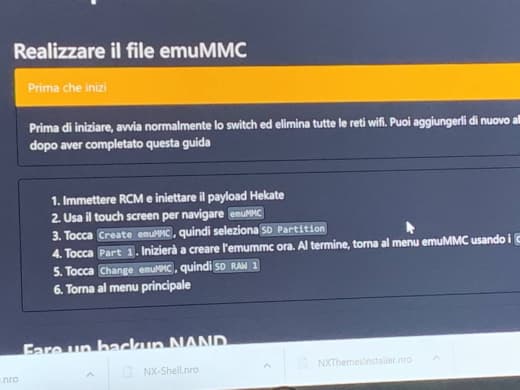 Realizzare il file emuMMC
Prima che inizi
Prima di iniziare, avvia normalmente lo switch ed elimina tutte le reti wifi. Puoi aggiungerli di nuovo
dopo aver completato questa guida
1. Immettere RCM e iniettare il payload Hekate
2. Usa il touch screen per navigare emuMMC
3. Tocca Create emuMMC, quindi seleziona SD Partition
4. Tocca Part 1. Inizierà a creare l'emummc ora. Al termine, torna al menu emuMMC usando i
5. Tocca Change emuMMC, quindi SD RAW 1
6. Torna al menu principale
Fare un backup NAND
.nro
NX-Shell.nro
NXThemesInstaller.nro